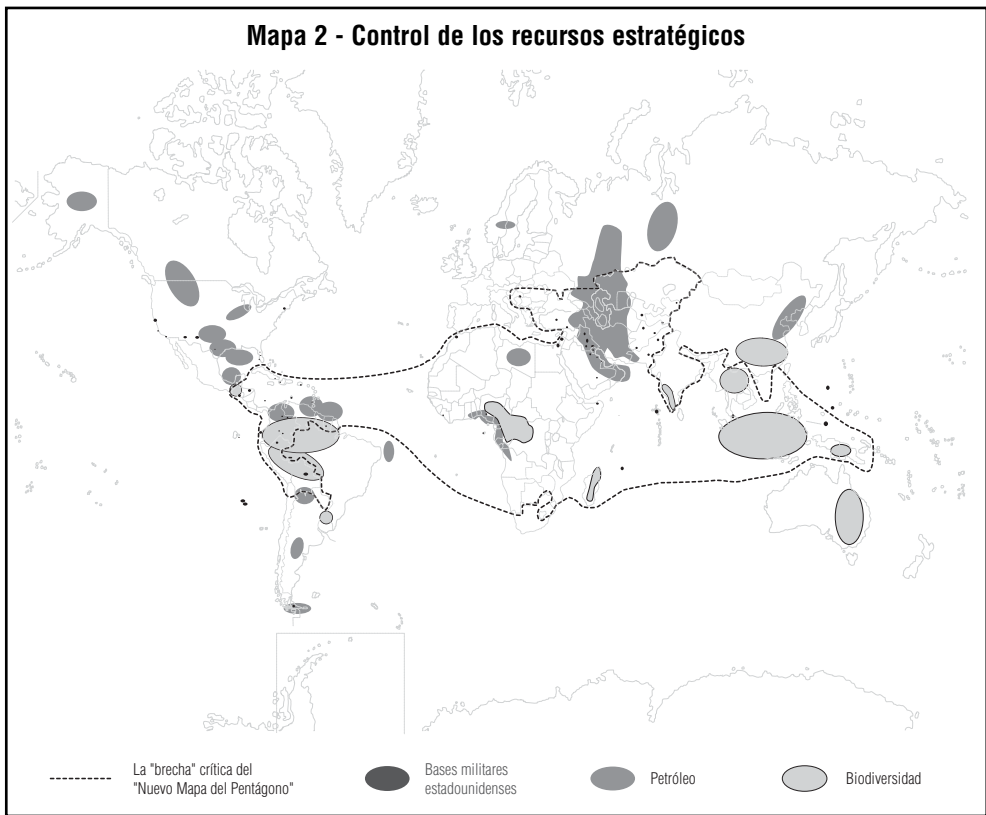 Mapa 2 - Control de los recursos estratégicos
La "brecha" crítica del
"Nuevo Mapa del Pentágono"
Bases militares
estadounidenses
Petróleo
Biodiversidad